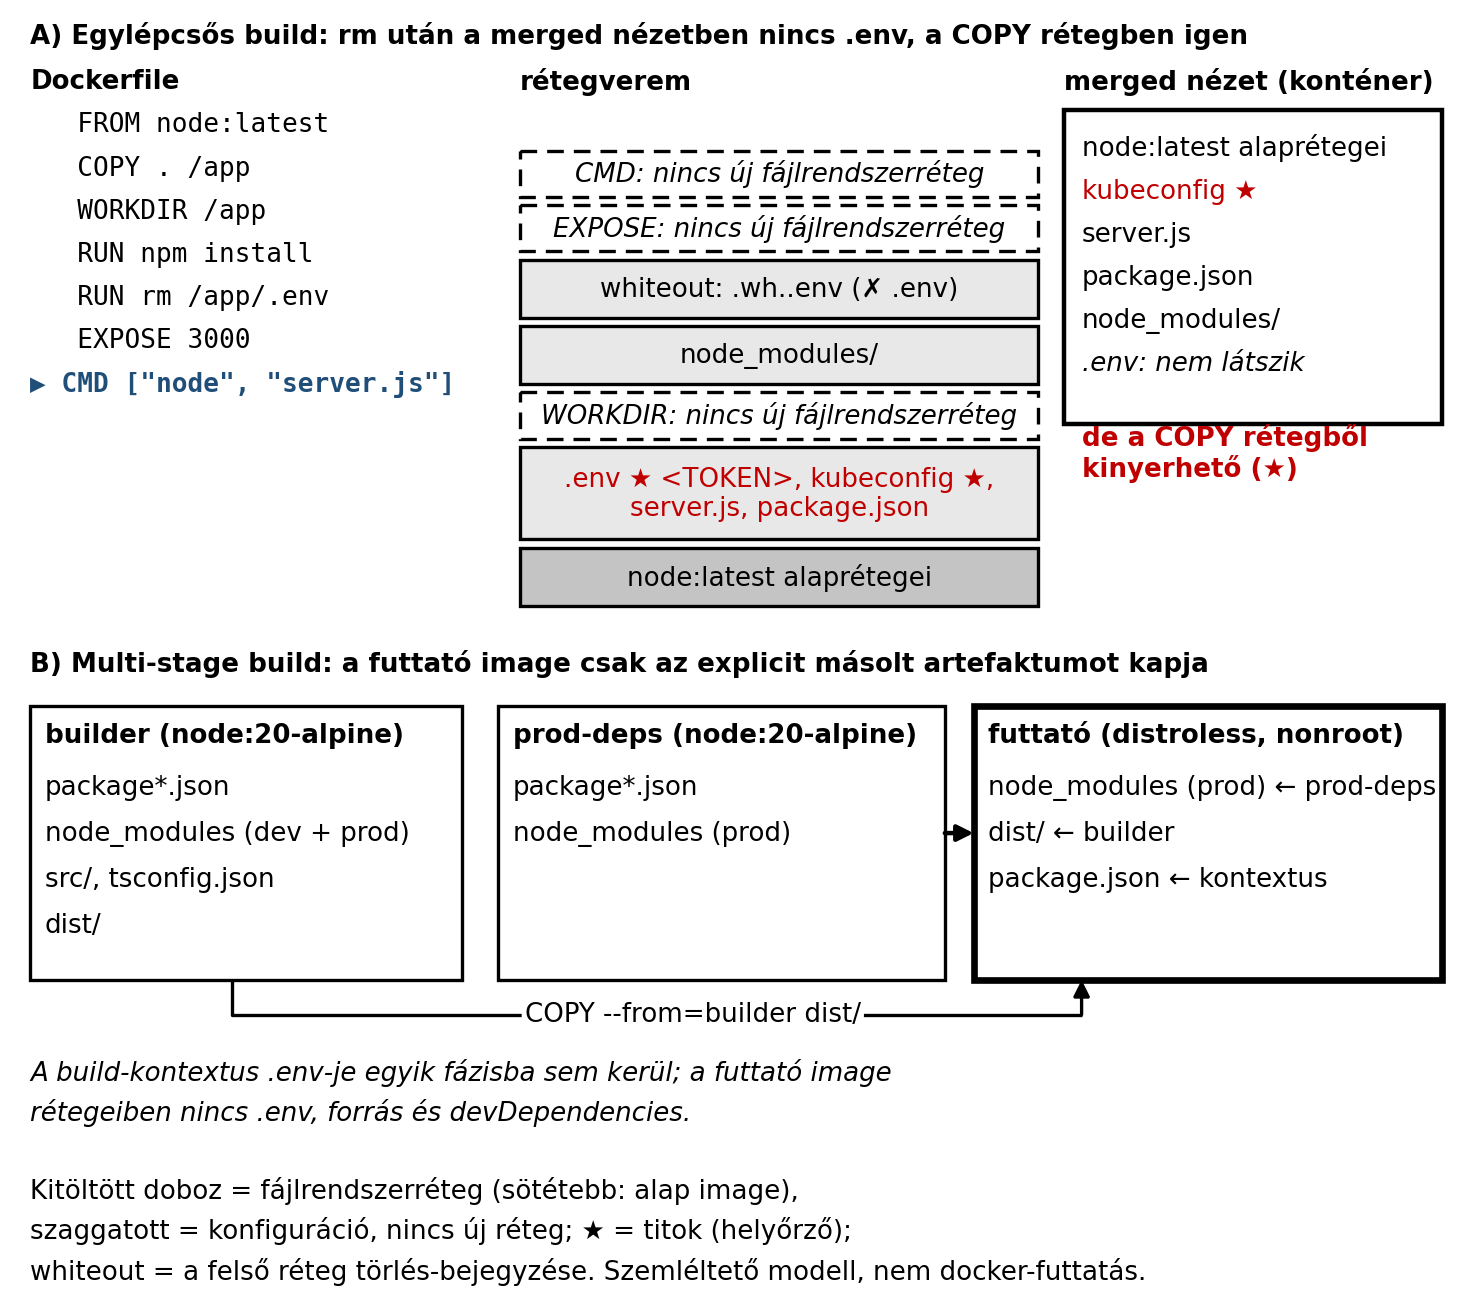 A) Egylépcsős build: rm után a merged nézetben nincs .env, a COPY rétegben igen
Dockerfile
FROM node:latest
COPY . /app
WORKDIR /app
RUN npm install
RUN rm /app/.env
EXPOSE 3000
▶ CMD ["node", "server.js"]
rétegverem
CMD: nincs új fájlrendszerréteg
EXPOSE: nincs új fájlrendszerréteg
whiteout: .wh..env (✗ .env)
node_modules/
WORKDIR: nincs új fájlrendszerréteg
.env ★ <TOKEN>, kubeconfig ★,
server.js, package.json
node:latest alaprétegei
merged nézet (konténer)
node:latest alaprétegei
kubeconfig ★
server.js
package.json
node_modules/
.env: nem látszik
de a COPY rétegből
kinyerhető (★)
B) Multi-stage build: a futtató image csak az explicit másolt artefaktumot kapja
builder (node:20-alpine)
package*.json
node_modules (dev + prod)
src/, tsconfig.json
dist/
prod-deps (node:20-alpine)
package*.json
node_modules (prod)
futtató (distroless, nonroot)
node_modules (prod) ← prod-deps
dist/ ← builder
package.json ← kontextus
COPY --from=builder dist/
A build-kontextus .env-je egyik fázisba sem kerül; a futtató image
rétegeiben nincs .env, forrás és devDependencies.
Kitöltött doboz = fájlrendszerréteg (sötétebb: alap image),
szaggatott = konfiguráció, nincs új réteg; ★ = titok (helyőrző);
whiteout = a felső réteg törlés-bejegyzése. Szemléltető modell, nem docker-futtatás.